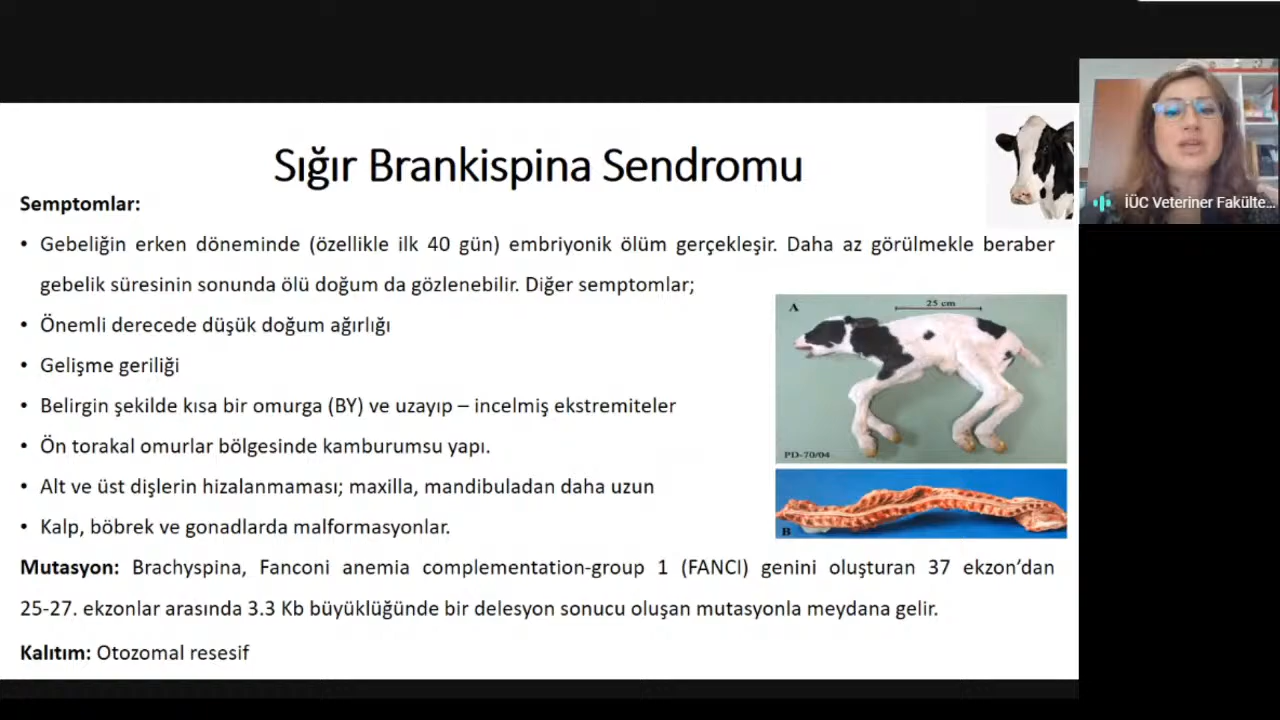 Sığır Brankispina Sendromu
Semptomlar:
• Gebeliğin erken döneminde (özellikle ilk 40 gün) embriyonik ölüm gerçekleşir. Daha az görülmekle beraber
gebelik süresinin sonunda ölü doğum da gözlenebilir. Diğer semptomlar;
• Önemli derecede düşük doğum ağırlığı
• Gelişme geriliği
• Belirgin şekilde kısa bir omurga (BY) ve uzayıp – incelmiş ekstremiteler
• Ön torakal omurlar bölgesinde kamburumsu yapı.
• Alt ve üst dişlerin hizalanmaması; maxilla, mandibuladan daha uzun
• Kalp, böbrek ve gonadlarda malformasyonlar.
Mutasyon: Brachyspina, Fanconi anemia complementation-group 1 (FANCI) genini oluşturan 37 ekzon’dan
25-27. ekzonlar arasında 3.3 Kb büyüklüğünde bir delesyon sonucu oluşan mutasyonla meydana gelir.
Kalıtım: Otozomal resesif
A
25 cm
PD-70/04
B
İÜC Veteriner Fakülte...